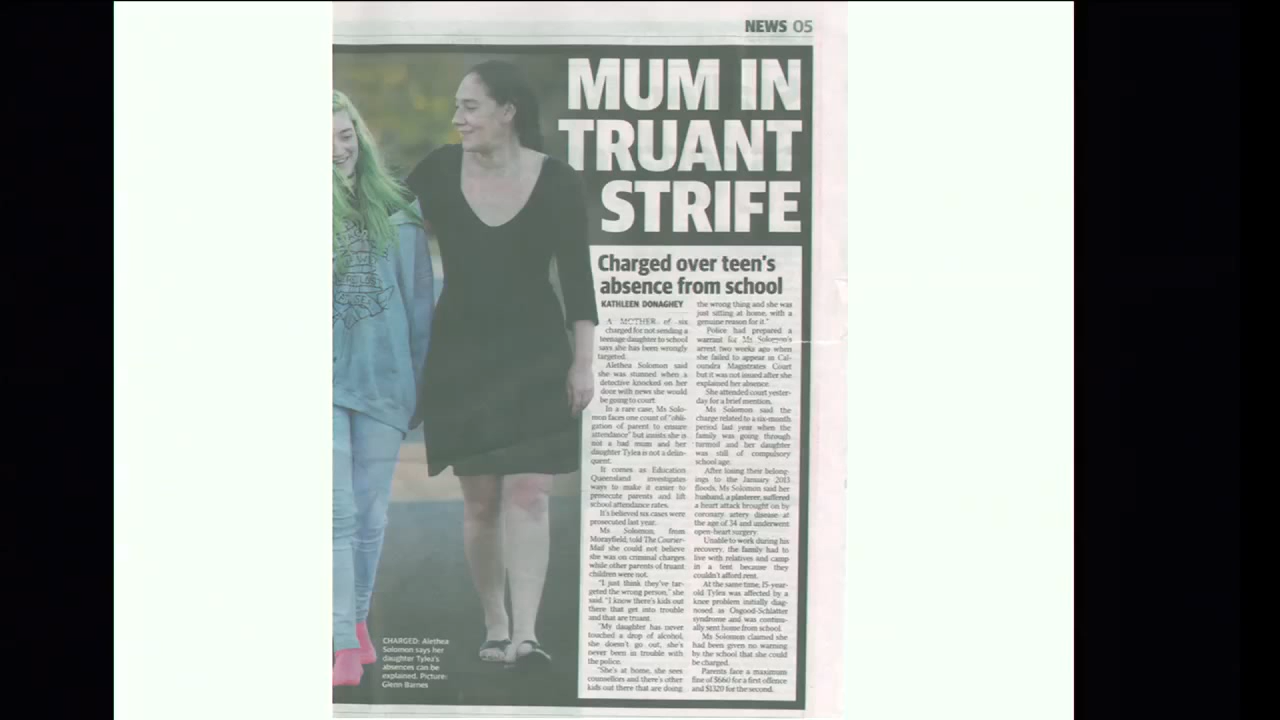 NEWS 05
MUM IN
TRUANT
STRIFE
Charged over teen's
absence from school
KATHLEEN DONAGHEY
A MOTHER of six
charged for not sending a
teenage daughter to school
says she has been wrongly
targeted.
Alethea Solomon said
she was stunned when a
detective knocked on her
door with news she would
be going to court.
In a rare case, Ms Solo-
mon faces one count of "obli-
gation of parent to ensure
attendance" but insists she is
not a bad mum and her
daughter Tylea is not a delin-
quent.
It comes as Education
Queensland investigates
ways to make it easier to
prosecute parents and lift
school attendance rates.
It's believed six cases were
prosecuted last year.
Ms Solomon, from
Morayfield, told The Courier-
Mail she could not believe
she was on criminal charges
while other parents of truant
children were not.
"I just think they've tar-
geted the wrong person," she
said. "I know there's kids out
there that get into trouble
and that are truant.
"My daughter has never
touched a drop of alcohol,
she doesn't go out, she's
never been in trouble with
the police.
"She's at home, she sees
counsellors and there's other
kids out there that are doing
the wrong thing and she was
just sitting at home, with a
genuine reason for it."
Police had prepared a
warrant for Ms Solomon's
arrest two weeks ago when
she failed to appear in Cal-
oundra Magistrates Court
but it was not issued after she
explained her absence.
She attended court yester-
day for a brief mention.
Ms Solomon said the
charge related to a six-month
period last year when the
family was going through
turmoil and her daughter
was still of compulsory
school age.
After losing their belong-
ings to the January 2013
floods, Ms Solomon said her
husband, a plasterer, suffered
a heart attack brought on by
coronary artery disease at
the age of 34 and underwent
open-heart surgery.
Unable to work during his
recovery, the family had to
live with relatives and camp
in a tent because they
couldn't afford rent.
At the same time, 15-year-
old Tylea was affected by a
knee problem initially diag-
nosed as Osgood-Schlatter
syndrome and was continu-
ally sent home from school.
Ms Solomon claimed she
had been given no warning
by the school that she could
be charged.
Parents face a maximum
fine of $660 for a first offence
and $1320 for the second.
CHARGED: Alethea
Solomon says her
daughter Tylea's
absences can be
explained. Picture:
Glenn Barnes